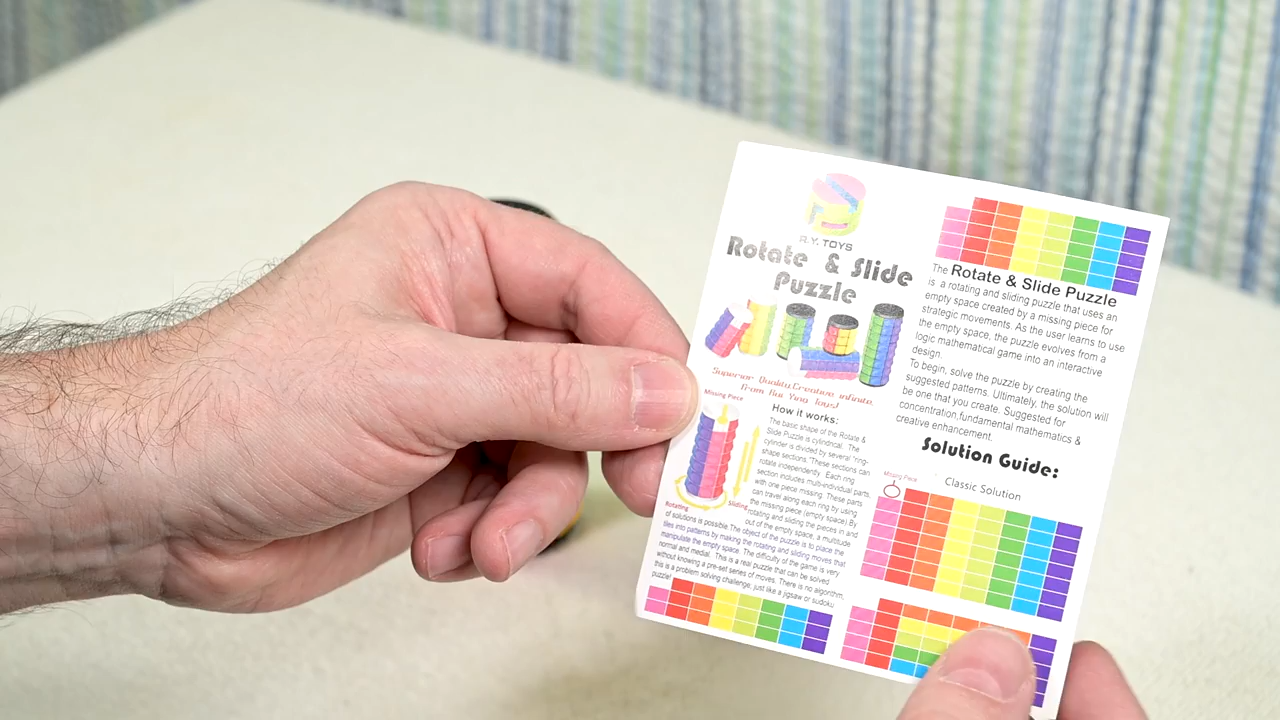 R.Y. TOYS
Rotate & Slide
Puzzle
Superior Quality,Creative infinite,
from Rui Ying Toys!
Missing Piece
Rotating
Sliding
How it works:
The basic shape of the Rotate &
Slide Puzzle is cylindrical. The
cylinder is divided by several "ring-
shape sections "These sections can
rotate independently. Each ring
section includes multi-individual parts,
with one piece missing. These parts
can travel along each ring by using
the missing piece (empty space).By
rotating and sliding the pieces in and
out of the empty space, a multitude
of solutions is possible.The object of the puzzle is to place the
tiles into patterns by making the rotating and sliding moves that
manipulate the empty space. The difficulty of the game is very
normal and medial. This is a real puzzle that can be solved
without knowing a pre-set series of moves. There is no algorithm,
this is a problem solving challenge, just like a jigsaw or sudoku
puzzle!
The Rotate & Slide Puzzle
is a rotating and sliding puzzle that uses an
empty space created by a missing piece for
strategic movements. As the user learns to use
the empty space, the puzzle evolves from a
logic mathematical game into an interactive
design.
To begin, solve the puzzle by creating the
suggested patterns. Ultimately, the solution will
be one that you create. Suggested for
concentration,fundamental mathematics &
creative enhancement.
Solution Guide:
Missing Piece
Classic Solution